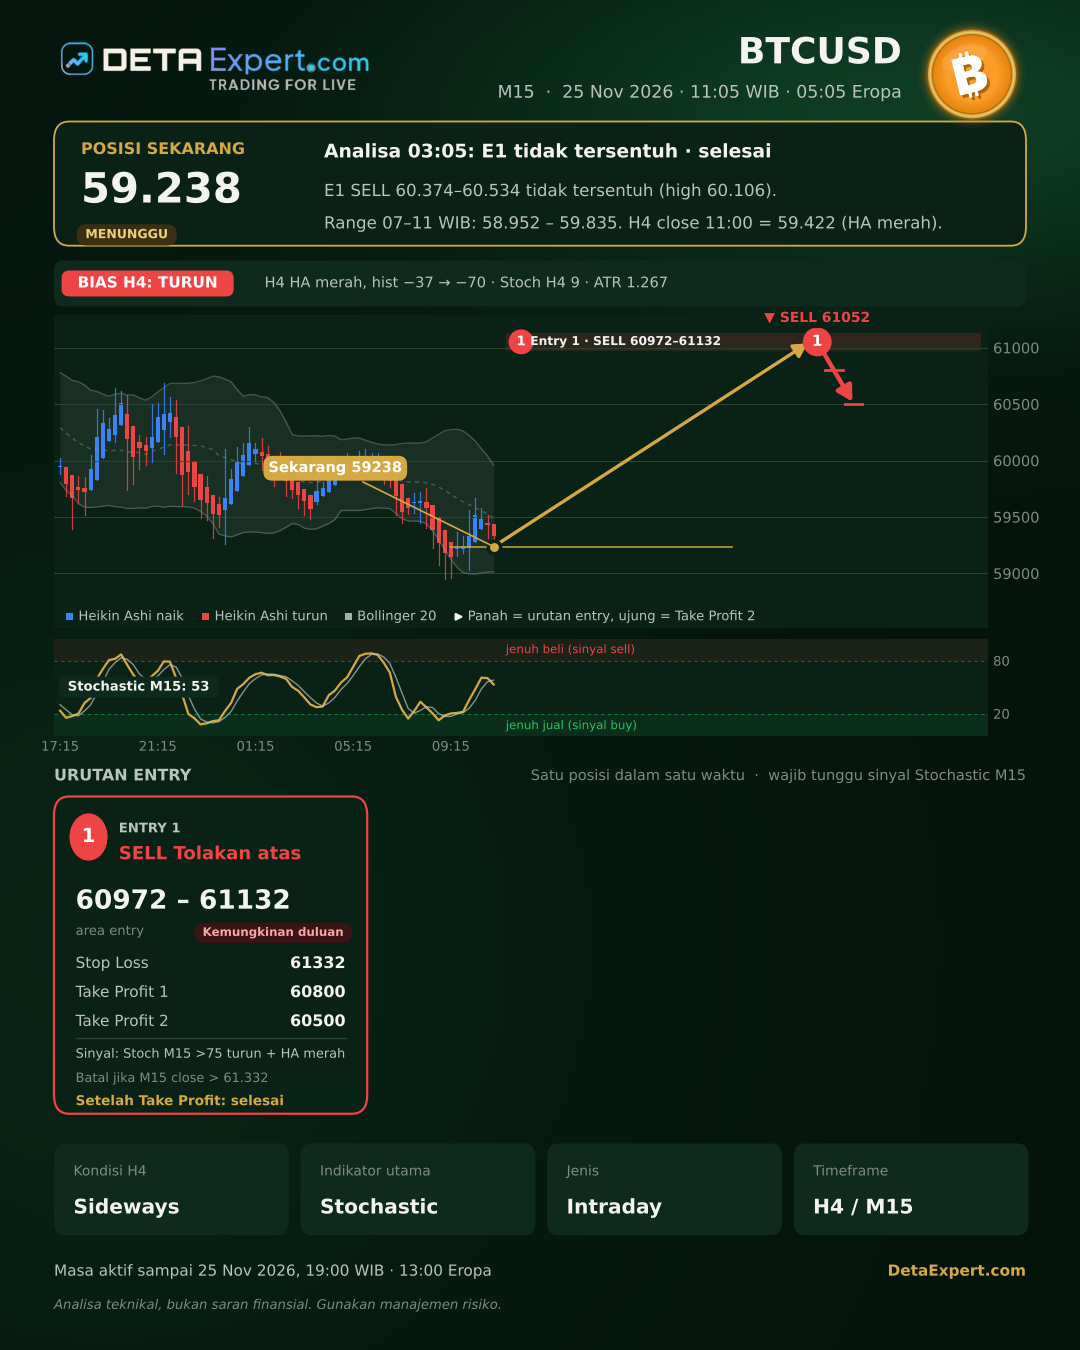 DETA Expert.com
TRADING FOR LIVE
BTCUSD
M15 · 25 Nov 2026 · 11:05 WIB · 05:05 Eropa
POSISI SEKARANG
59.238
MENUNGGU
Analisa 03:05: E1 tidak tersentuh · selesai
E1 SELL 60.374–60.534 tidak tersentuh (high 60.106).
Range 07–11 WIB: 58.952 – 59.835. H4 close 11:00 = 59.422 (HA merah).
BIAS H4: TURUN
H4 HA merah, hist −37 → −70 · Stoch H4 9 · ATR 1.267
▼ SELL 61052
1 Entry 1 · SELL 60972–61132
1
61000
60500
60000
59500
59000
Sekarang 59238
Heikin Ashi naik
Heikin Ashi turun
Bollinger 20
Panah = urutan entry, ujung = Take Profit 2
jenuh beli (sinyal sell)
80
Stochastic M15: 53
20
jenuh jual (sinyal buy)
17:15 21:15 01:15 05:15 09:15
URUTAN ENTRY
Satu posisi dalam satu waktu · wajib tunggu sinyal Stochastic M15
1
ENTRY 1
SELL Tolakan atas
60972 – 61132
area entry
Kemungkinan duluan
Stop Loss 61332
Take Profit 1 60800
Take Profit 2 60500
Sinyal: Stoch M15 >75 turun + HA merah
Batal jika M15 close > 61.332
Setelah Take Profit: selesai
Kondisi H4
Sideways
Indikator utama
Stochastic
Jenis
Intraday
Timeframe
H4 / M15
Masa aktif sampai 25 Nov 2026, 19:00 WIB · 13:00 Eropa
DetaExpert.com
Analisa teknikal, bukan saran finansial. Gunakan manajemen risiko.